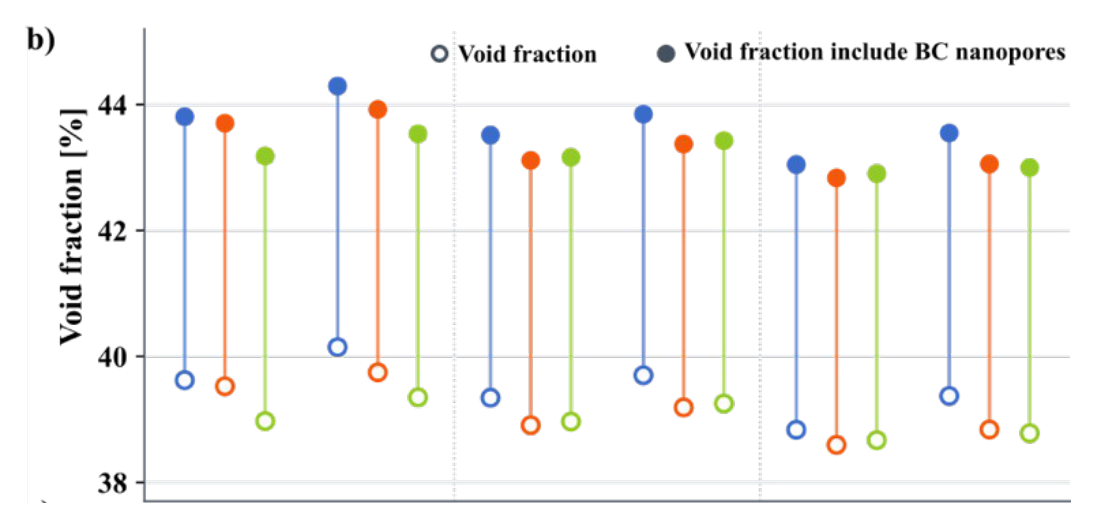 b)
Void fraction
Void fraction include BC nanopores
Void fraction [%]
44
42
40
38